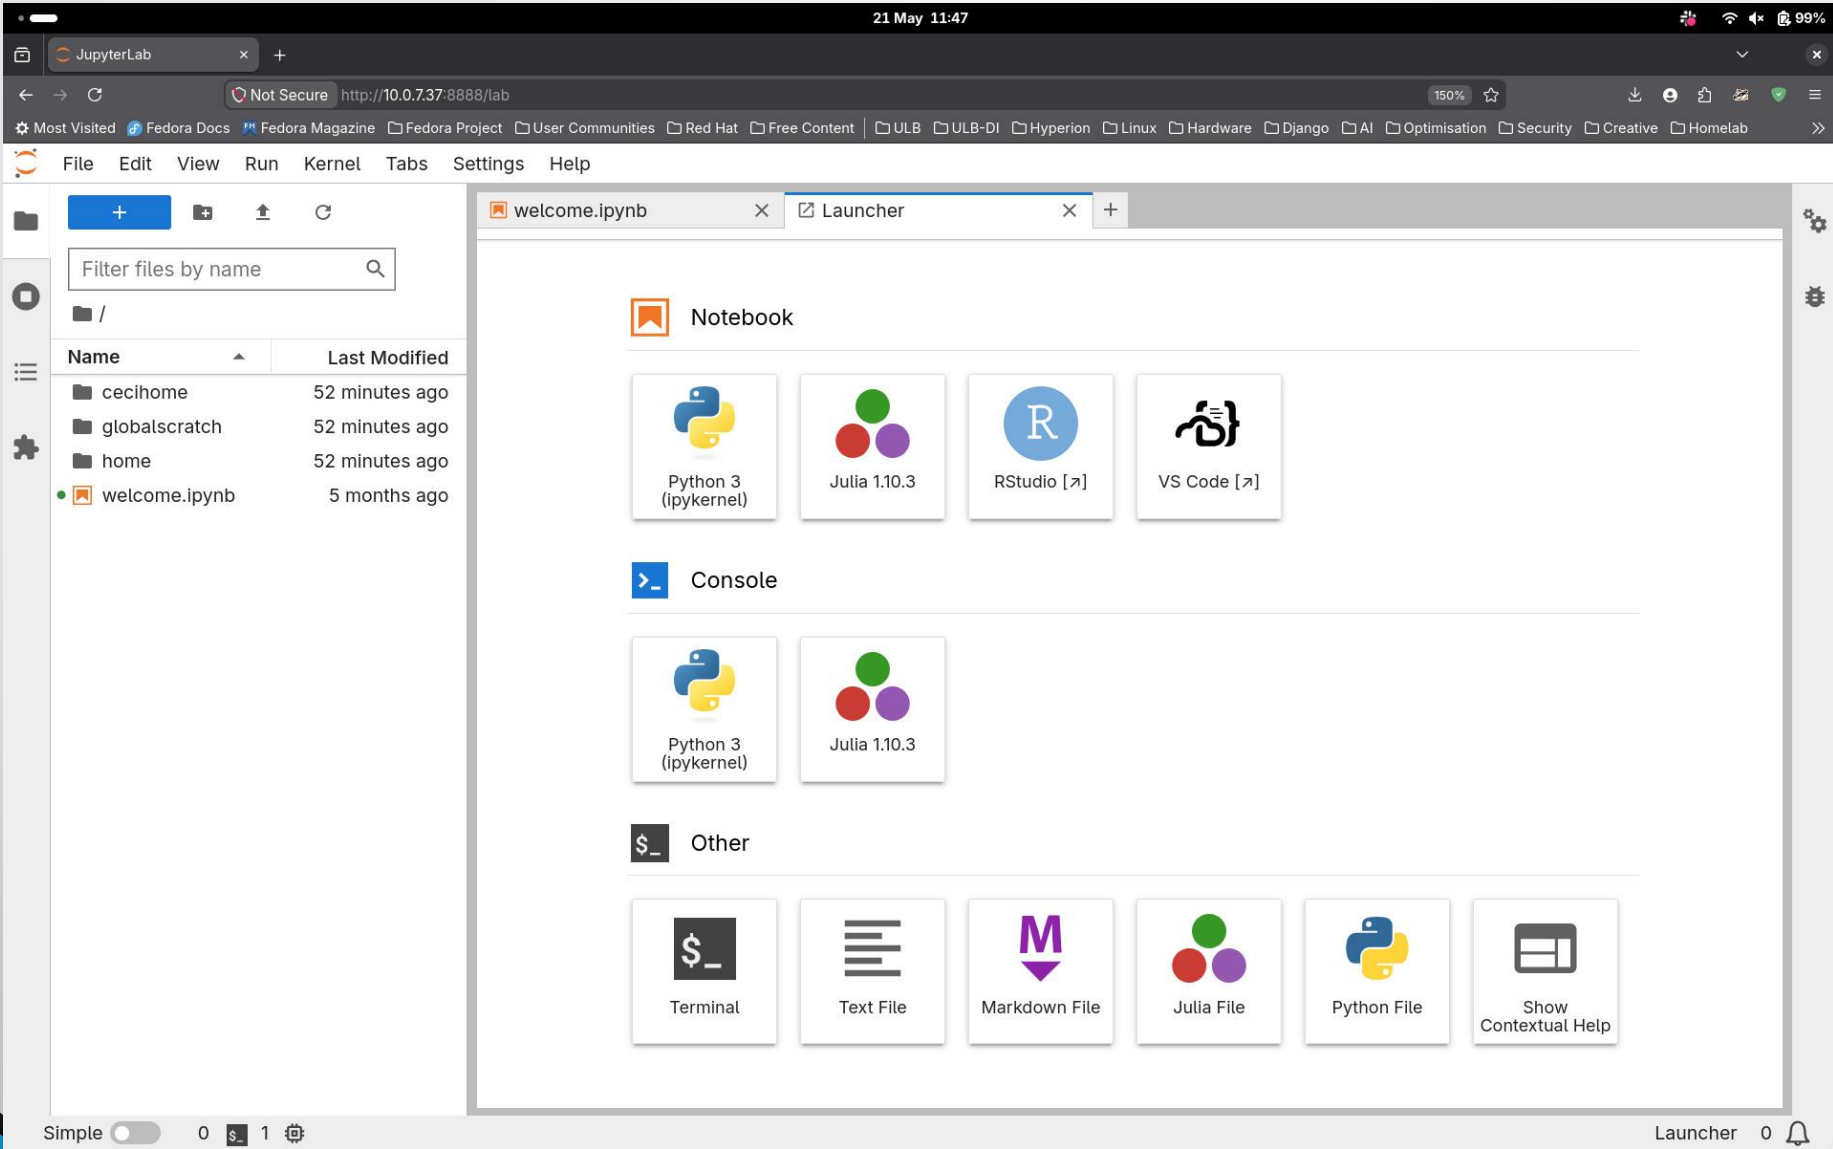 21 May 11:47
99%
JupyterLab
Not Secure http://10.0.7.37:8888/lab
150%
Most Visited Fedora Docs Fedora Magazine Fedora Project User Communities Red Hat Free Content ULB ULB-DI Hyperion Linux Hardware Django AI Optimisation Security Creative Homelab
File Edit View Run Kernel Tabs Settings Help
welcome.ipynb
Launcher
Filter files by name
/
Name Last Modified
cecihome 52 minutes ago
globalscratch 52 minutes ago
home 52 minutes ago
welcome.ipynb 5 months ago
Notebook
Python 3
(ipykernel)
Julia 1.10.3
R
RStudio [↗]
VS Code [↗]
Console
Python 3
(ipykernel)
Julia 1.10.3
$_ Other
$_
Terminal
Text File
M
Markdown File
Julia File
Python File
Show
Contextual Help
Simple 0 $_ 1
Launcher 0